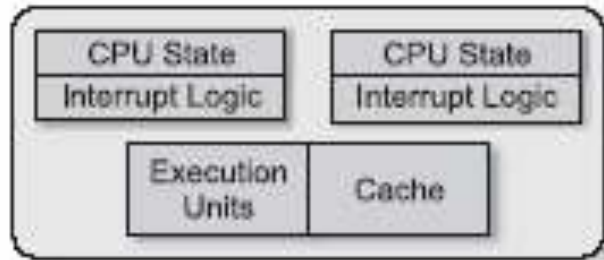 CPU State
Interrupt Logic
CPU State
Interrupt Logic
Execution
Units
Cache